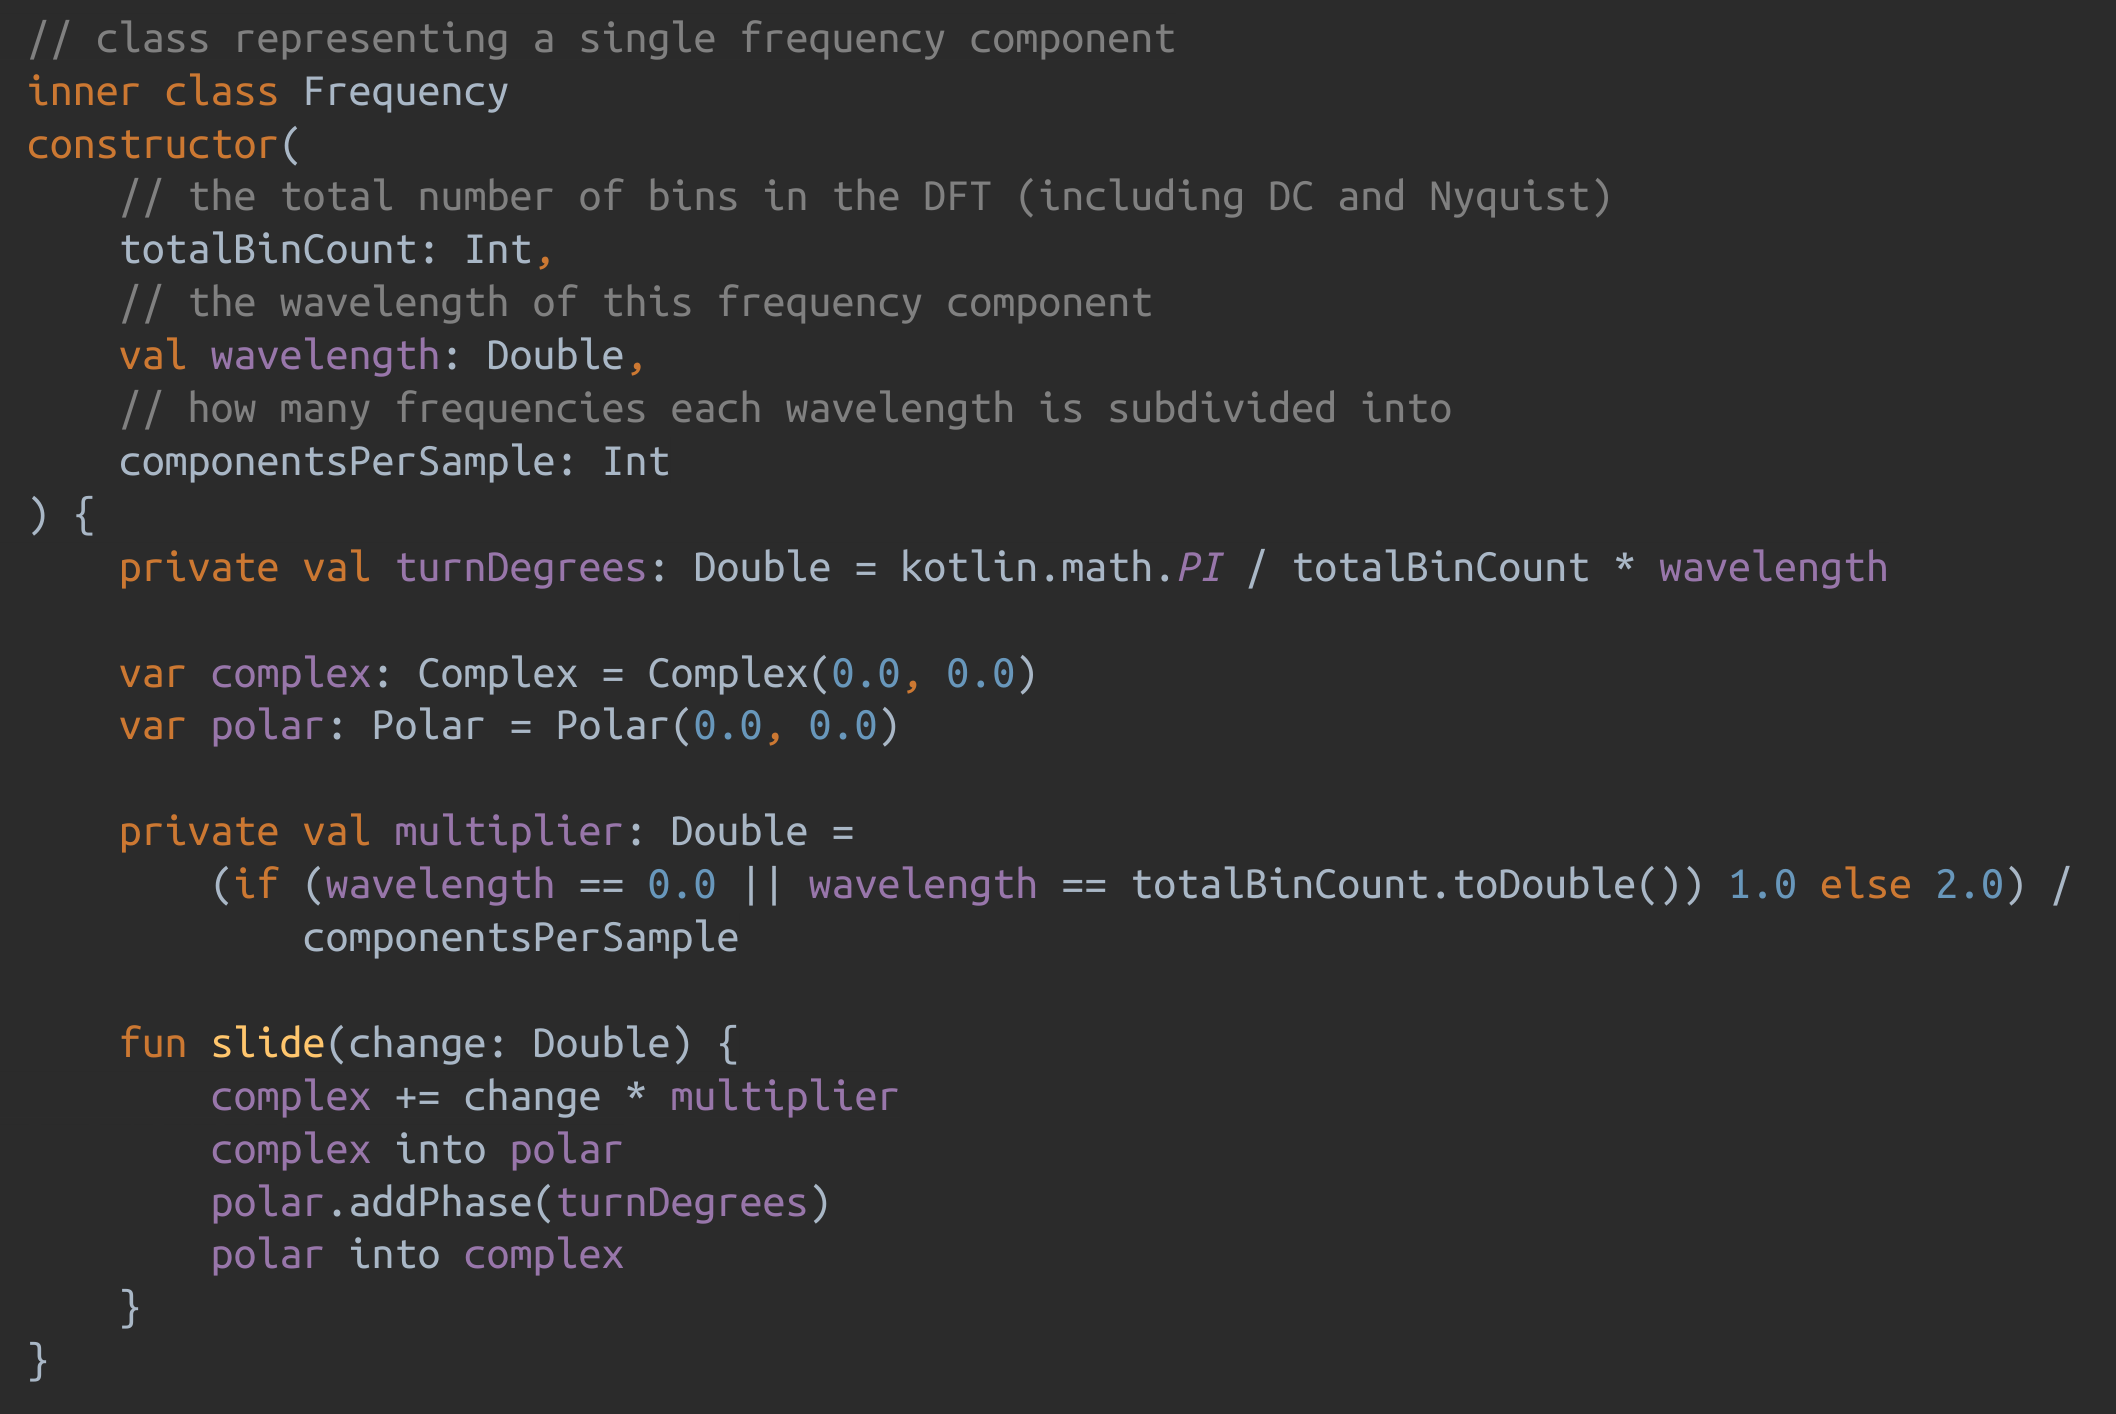 // class representing a single frequency component
inner class Frequency
constructor(
    // the total number of bins in the DFT (including DC and Nyquist)
    totalBinCount: Int,
    // the wavelength of this frequency component
    val wavelength: Double,
    // how many frequencies each wavelength is subdivided into
    componentsPerSample: Int
) {
    private val turnDegrees: Double = kotlin.math.PI / totalBinCount * wavelength

    var complex: Complex = Complex(0.0, 0.0)
    var polar: Polar = Polar(0.0, 0.0)

    private val multiplier: Double =
        (if (wavelength == 0.0 || wavelength == totalBinCount.toDouble()) 1.0 else 2.0) /
            componentsPerSample

    fun slide(change: Double) {
        complex += change * multiplier
        complex into polar
        polar.addPhase(turnDegrees)
        polar into complex
    }
}